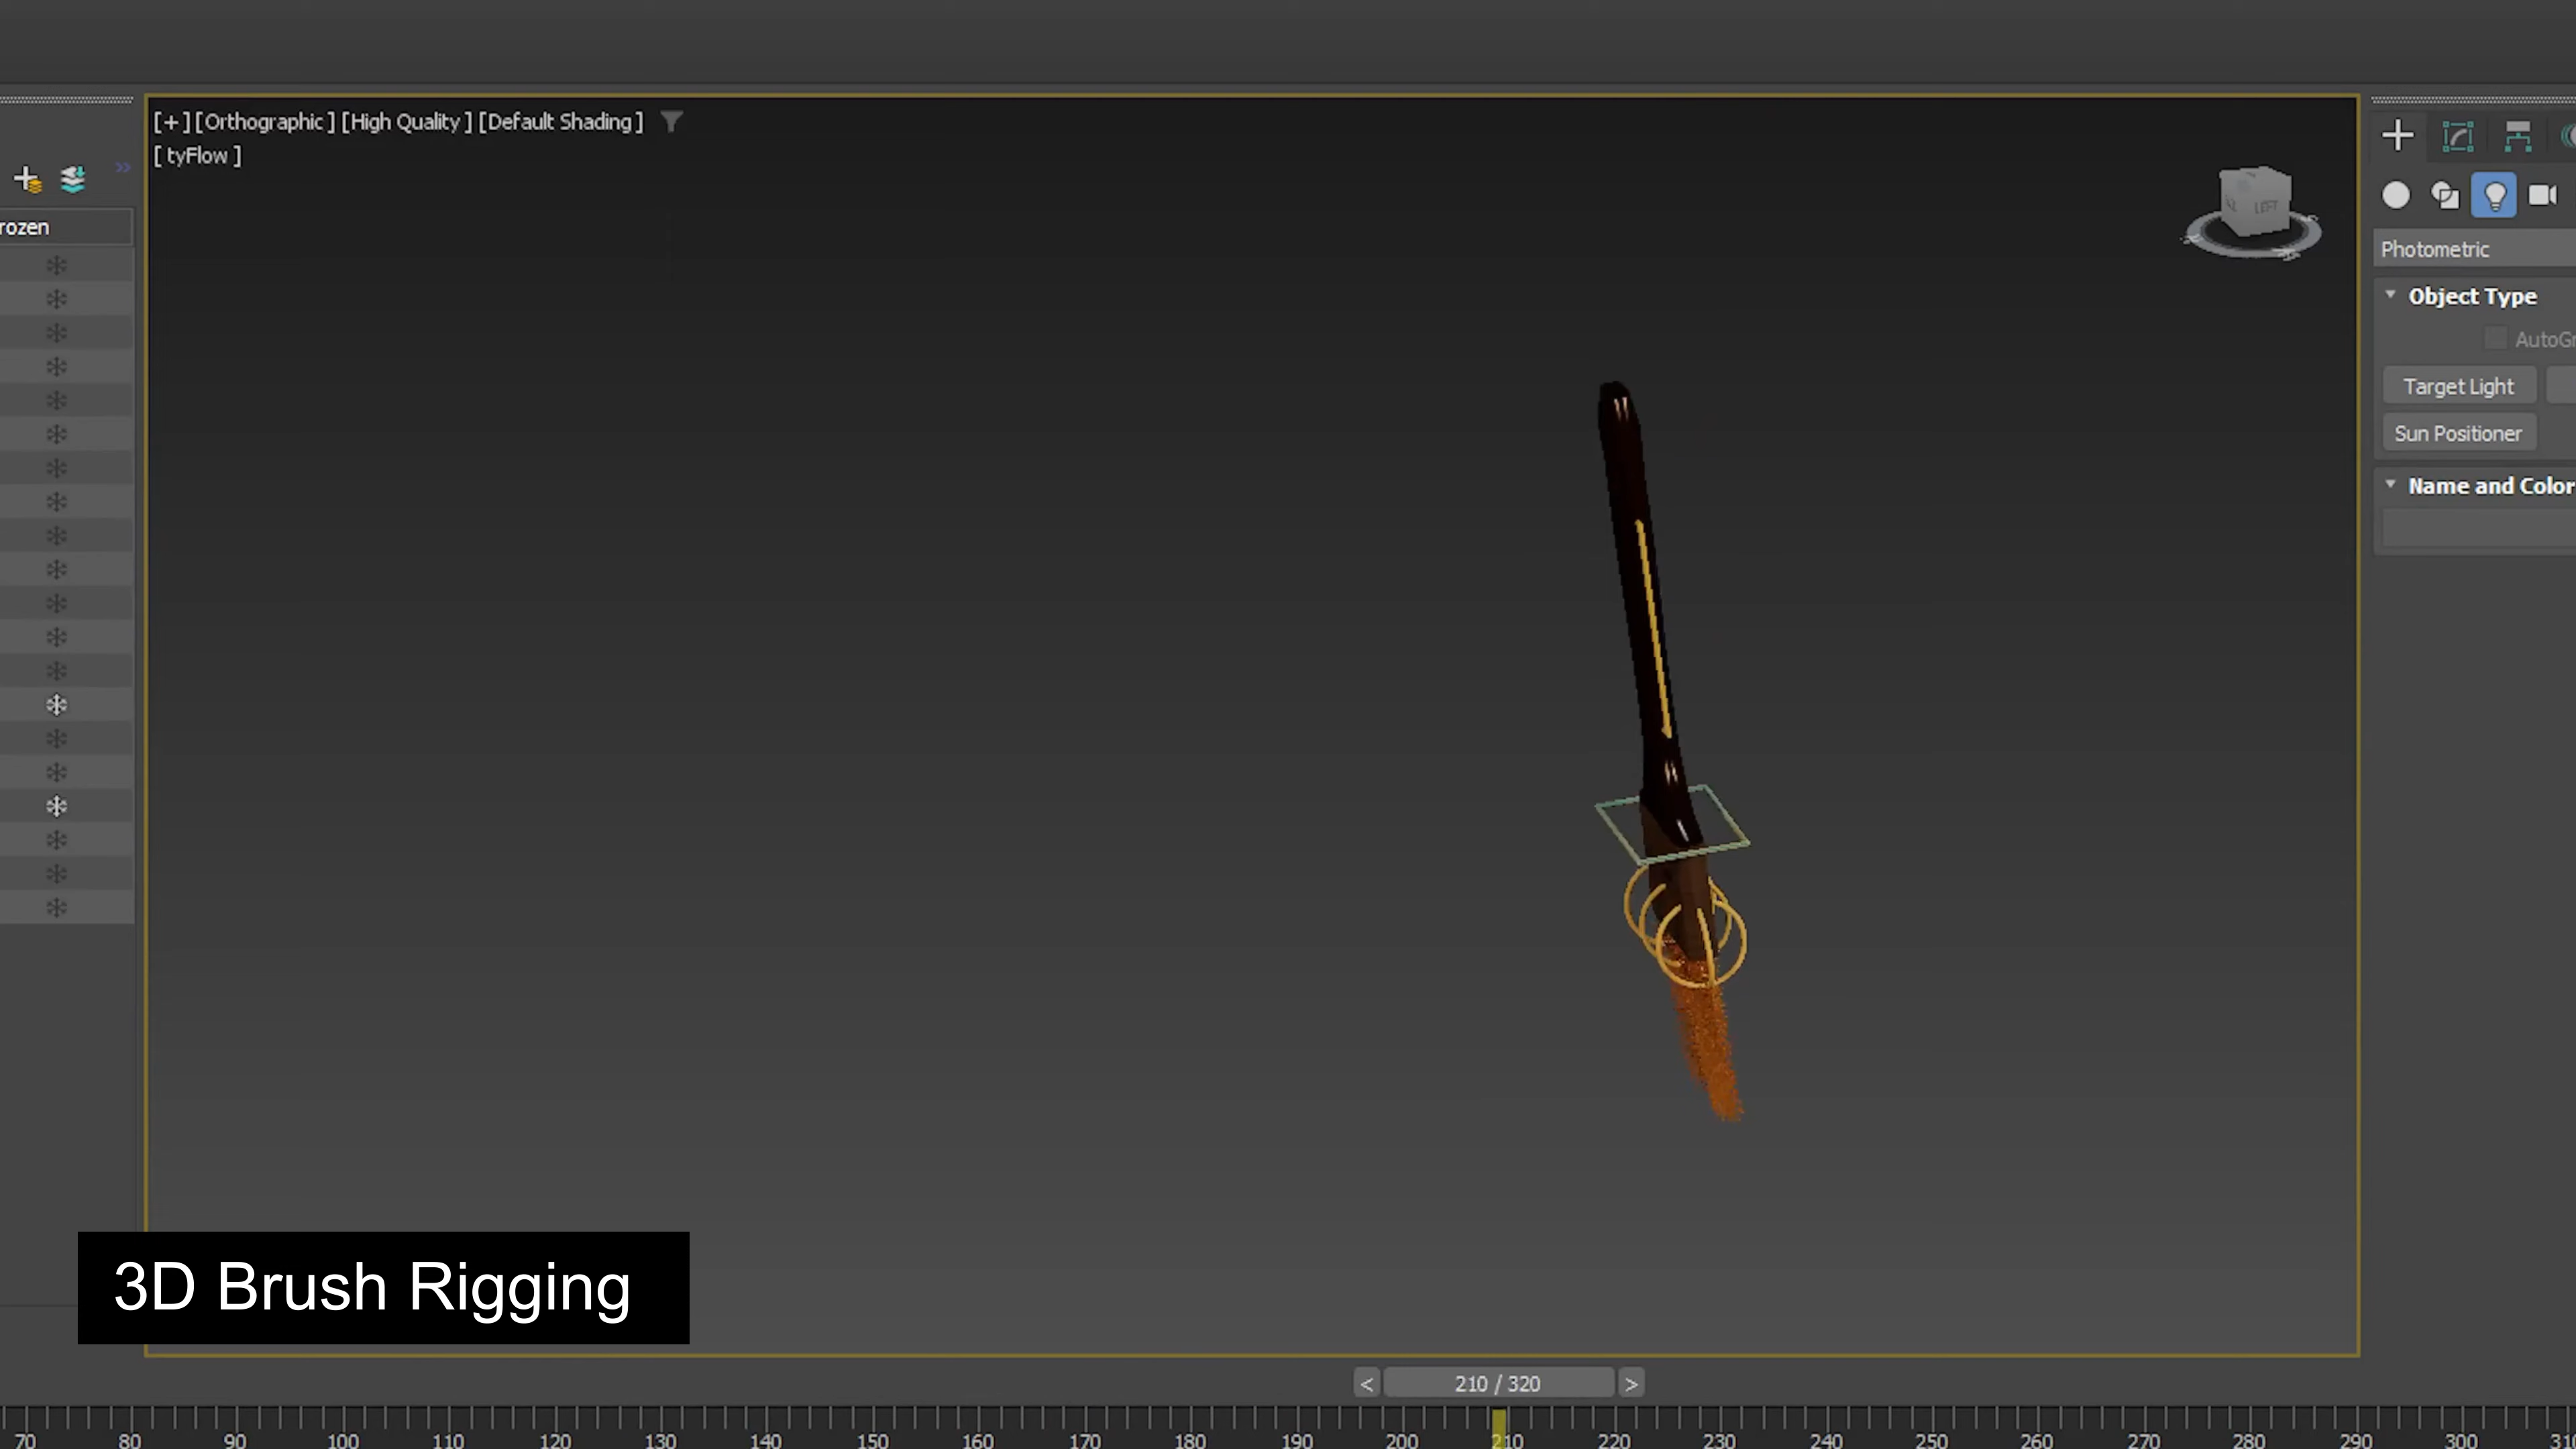 [+] [Orthographic ] [High Quality ] [Default Shading ]
[ tyFlow ]
rozen
LEFT
Photometric
Object Type
AutoGr
Target Light
Sun Positioner
Name and Color
3D Brush Rigging
< 210 / 320 >
70 80 90 100 110 120 130 140 150 160 170 180 190 200 210 220 230 240 250 260 270 280 290 300 310